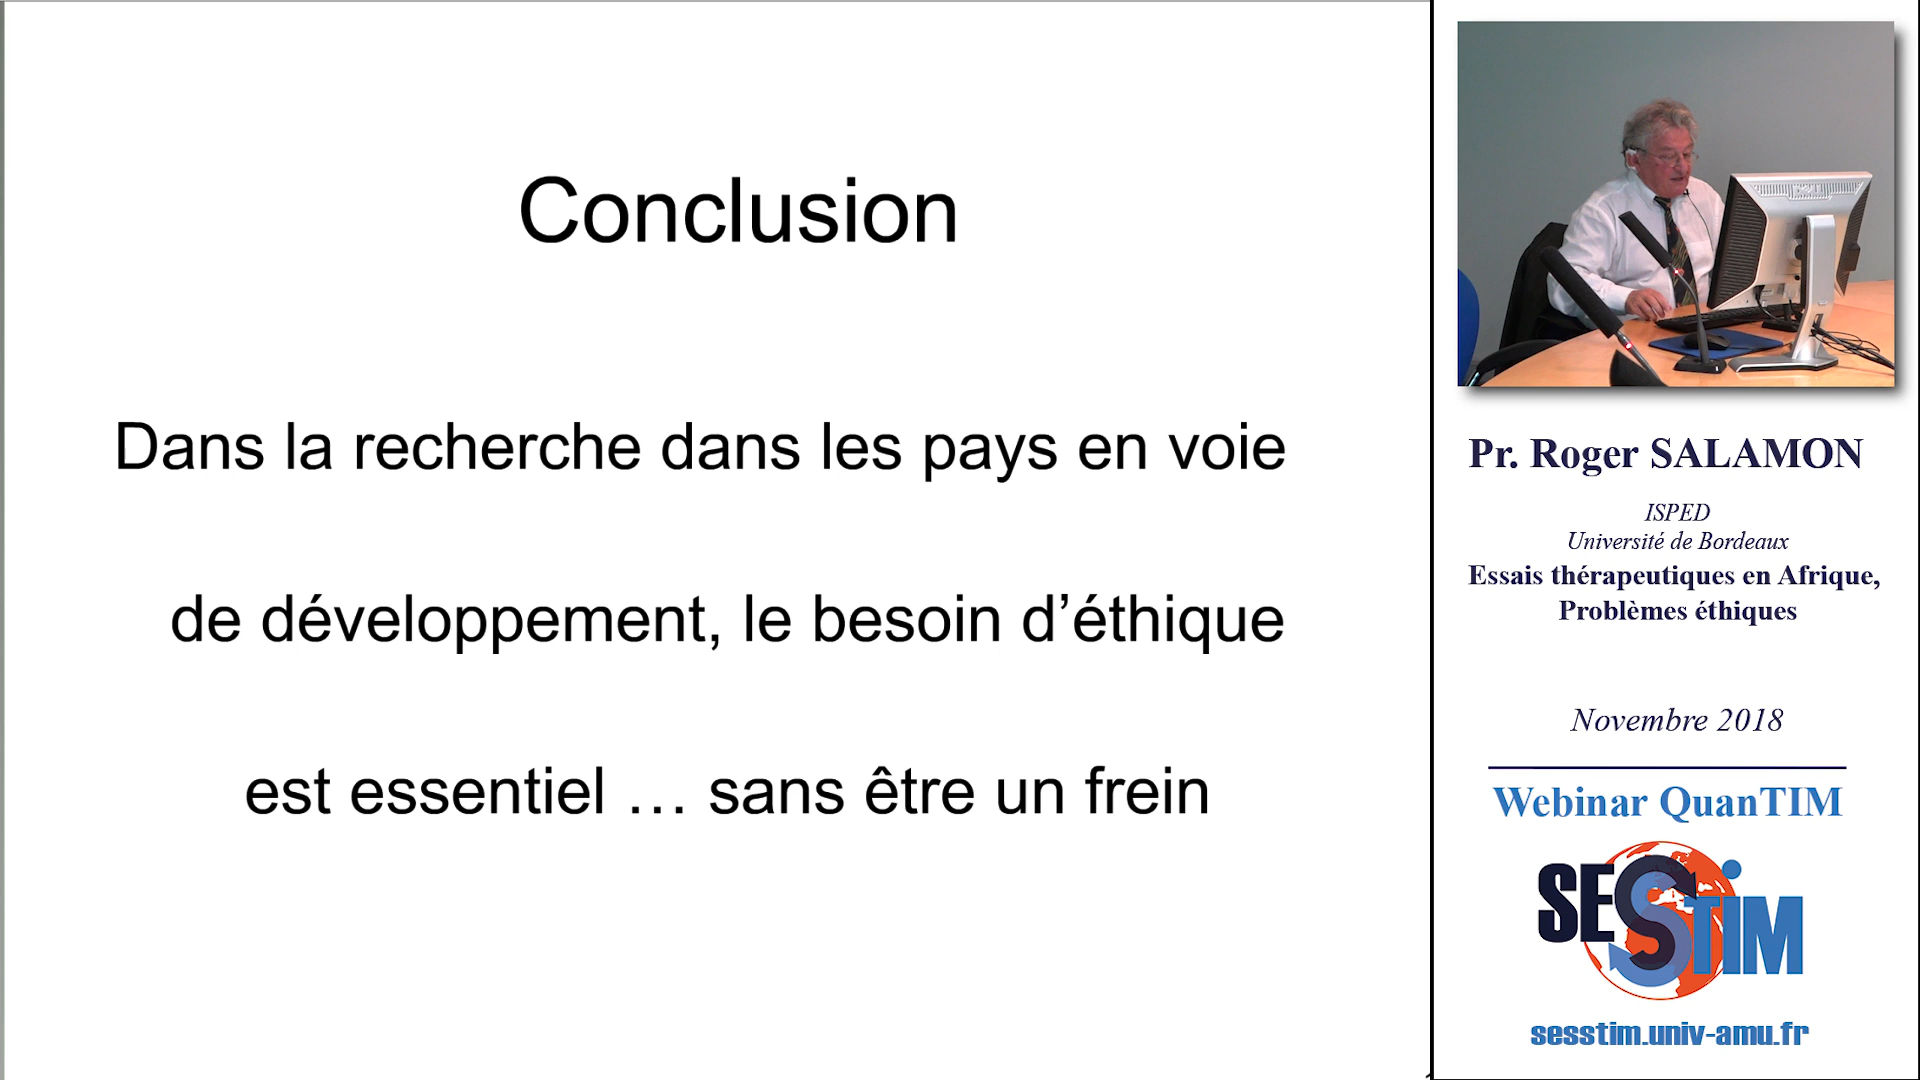 Conclusion
Dans la recherche dans les pays en voie
de développement, le besoin d’éthique
est essentiel … sans être un frein
Pr. Roger SALAMON
ISPED
Université de Bordeaux
Essais thérapeutiques en Afrique,
Problèmes éthiques
Novembre 2018
Webinar QuanTIM
SESSTIM
sesstim.univ-amu.fr